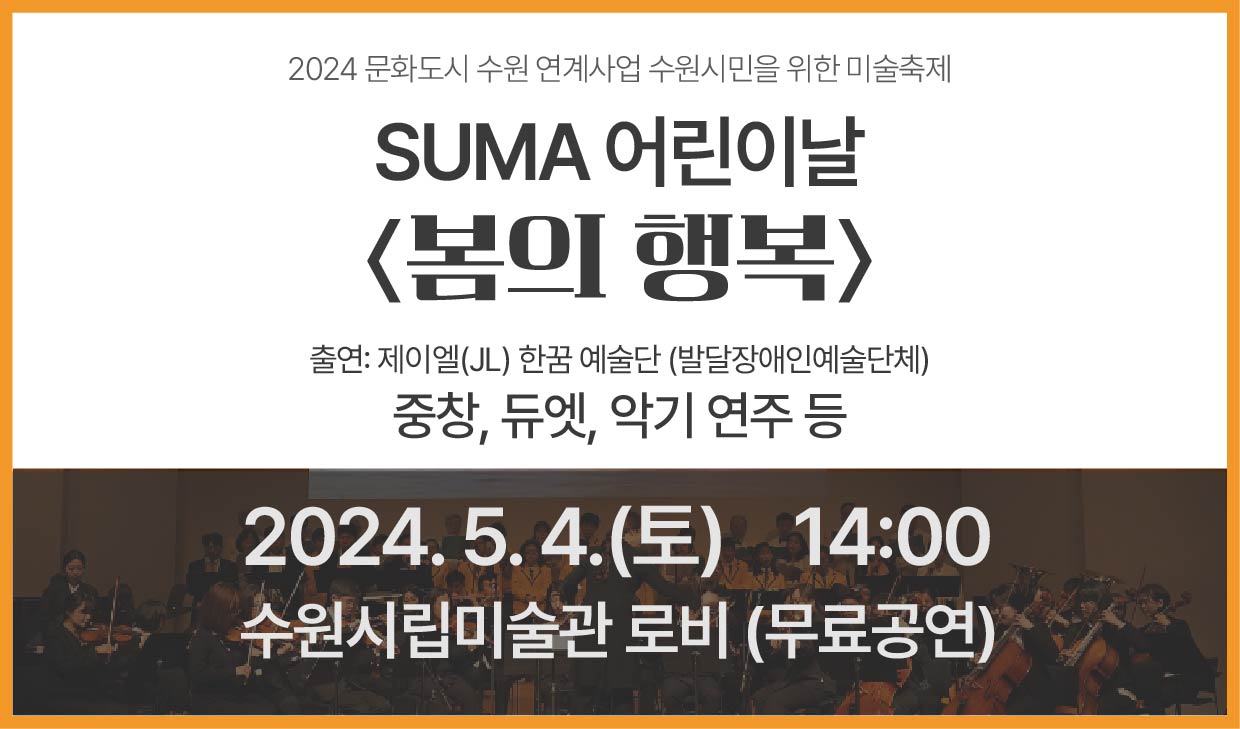 2024 문화도시 수원 연계사업 수원시민을 위한 미술축제
SUMA 어린이날
<봄의 행복>
출연: 제이엘(JL) 한꿈 예술단 (발달장애인예술단체)
중창, 듀엣, 악기 연주 등
2024. 5. 4.(토) 14:00
수원시립미술관 로비 (무료공연)